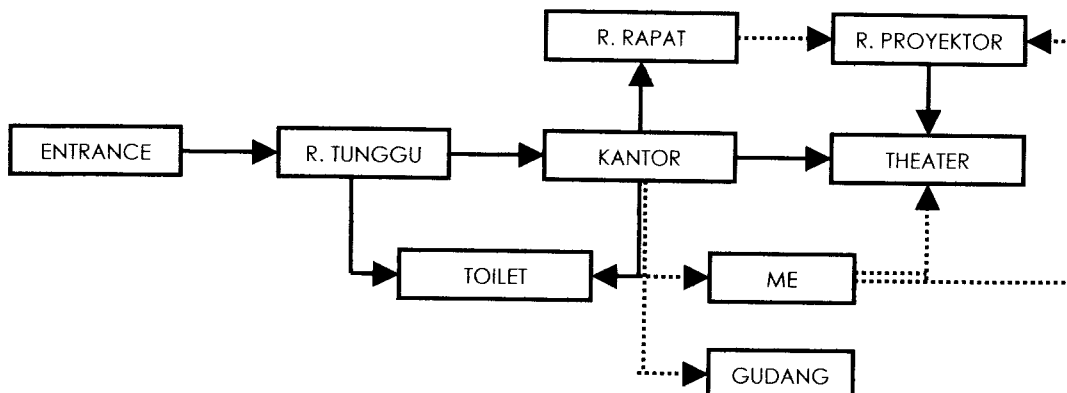 R. RAPAT
R. PROYEKTOR
ENTRANCE
R. TUNGGU
KANTOR
THEATER
TOILET
ME
GUDANG